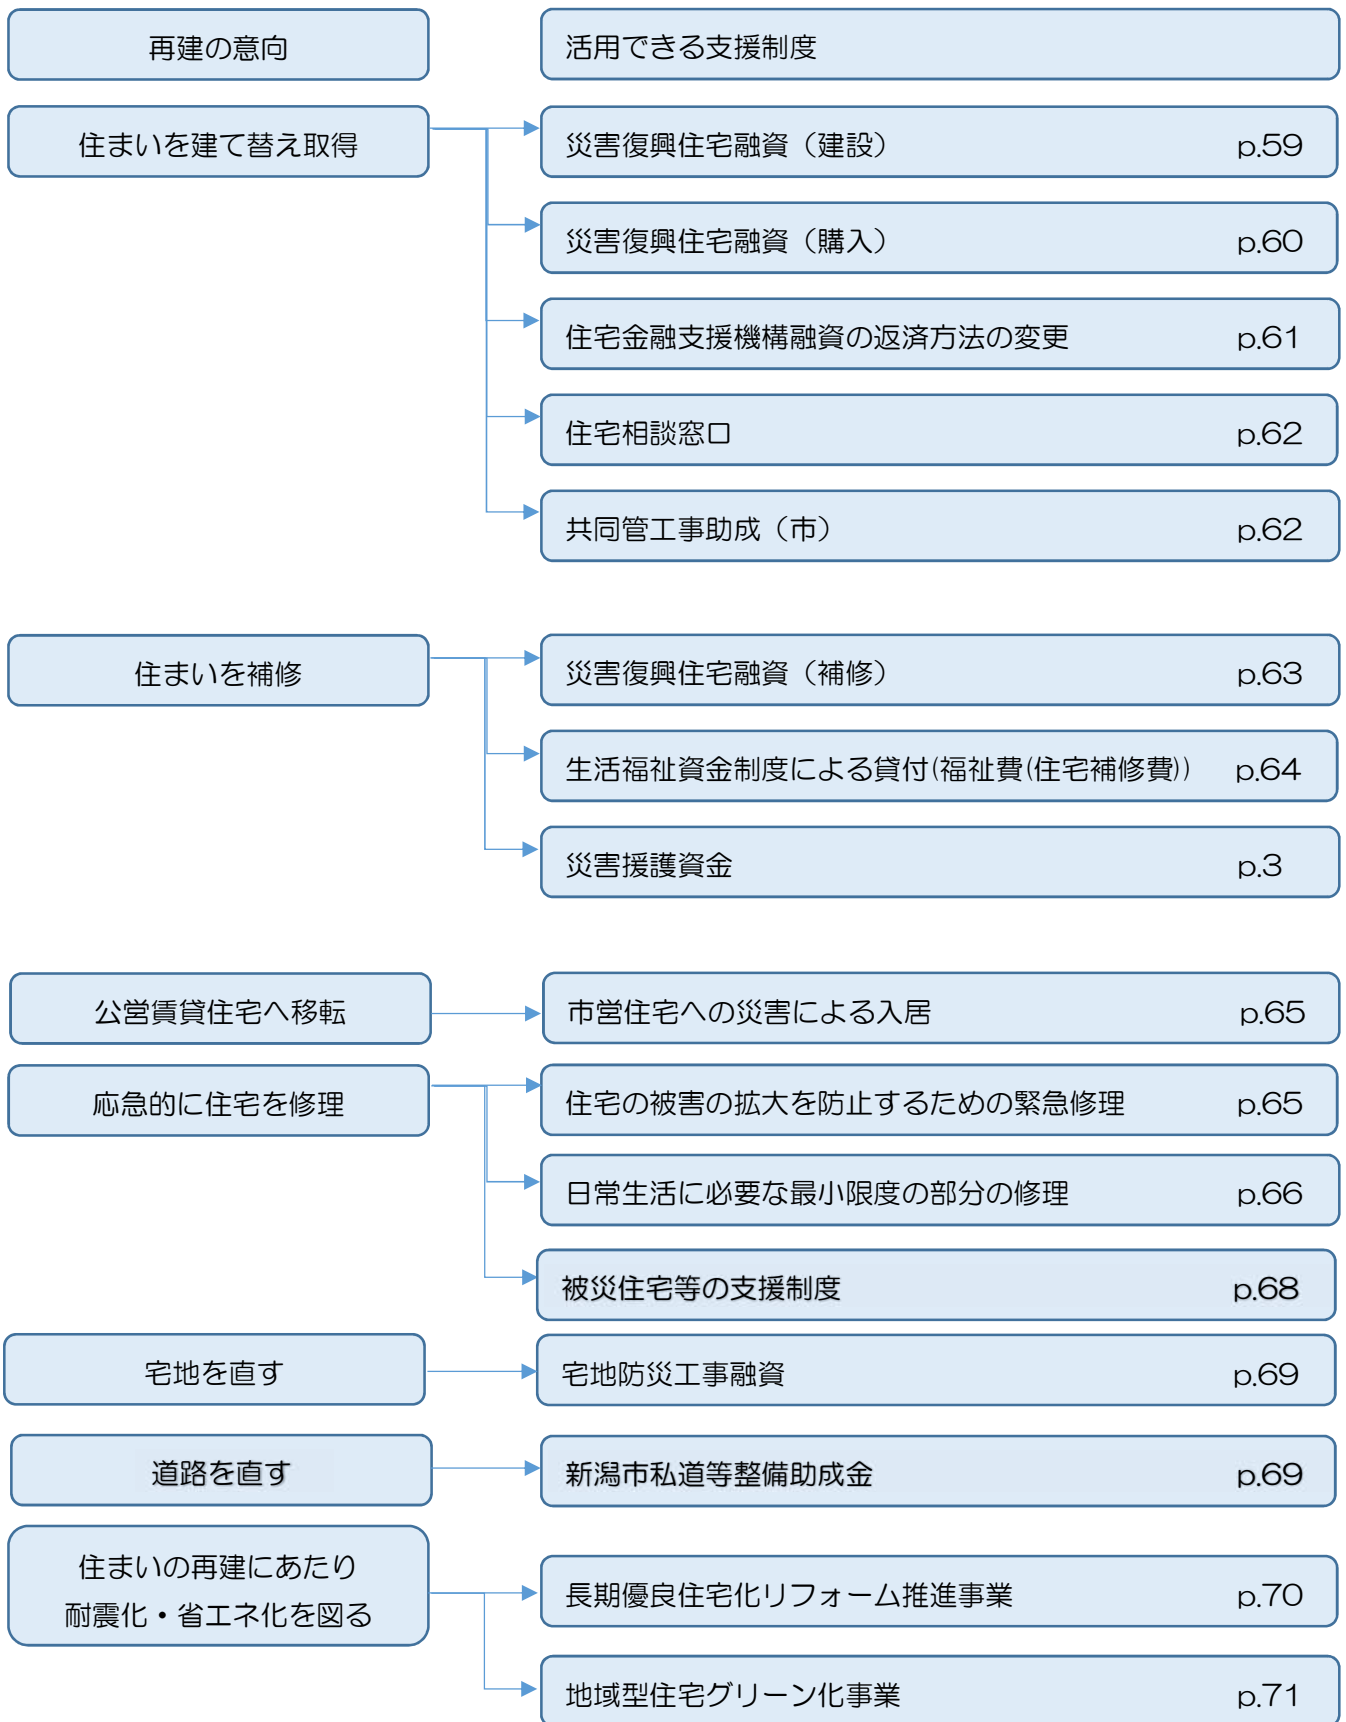 再建の意向
活用できる支援制度
住まいを建て替え取得
災害復興住宅融資（建設） p.59
災害復興住宅融資（購入） p.60
住宅金融支援機構融資の返済方法の変更 p.61
住宅相談窓口 p.62
共同管工事助成（市） p.62
住まいを補修
災害復興住宅融資（補修） p.63
生活福祉資金制度による貸付(福祉費(住宅補修費)) p.64
災害援護資金 p.3
公営賃貸住宅へ移転
市営住宅への災害による入居 p.65
応急的に住宅を修理
住宅の被害の拡大を防止するための緊急修理 p.65
日常生活に必要な最小限度の部分の修理 p.66
被災住宅等の支援制度 p.68
宅地を直す
宅地防災工事融資 p.69
道路を直す
新潟市私道等整備助成金 p.69
住まいの再建にあたり
耐震化・省エネ化を図る
長期優良住宅化リフォーム推進事業 p.70
地域型住宅グリーン化事業 p.71